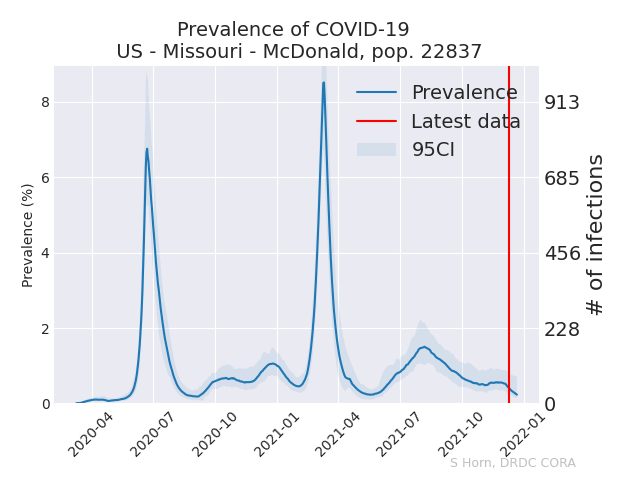 Prevalence of COVID-19
US - Missouri - McDonald, pop. 22837
Prevalence
Latest data
95CI
Prevalence (%)
8
6
4
2
0
913
685
456
228
0
# of infections
2020-04
2020-07
2020-10
2021-01
2021-04
2021-07
2021-10
2022-01
S Horn, DRDC CORA